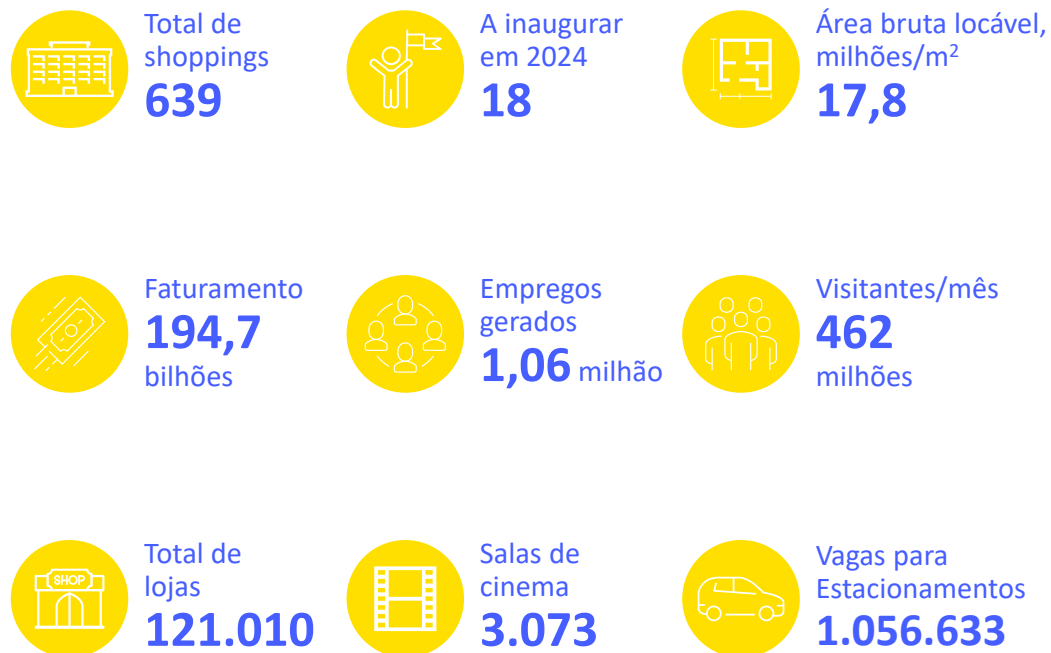 Total de
shoppings
639
A inaugurar
em 2024
18
Área bruta locável,
milhões/m²
17,8
Faturamento
194,7
bilhões
Empregos
gerados
1,06 milhão
Visitantes/mês
462
milhões
SHOP
Total de
lojas
121.010
Salas de
cinema
3.073
Vagas para
Estacionamentos
1.056.633